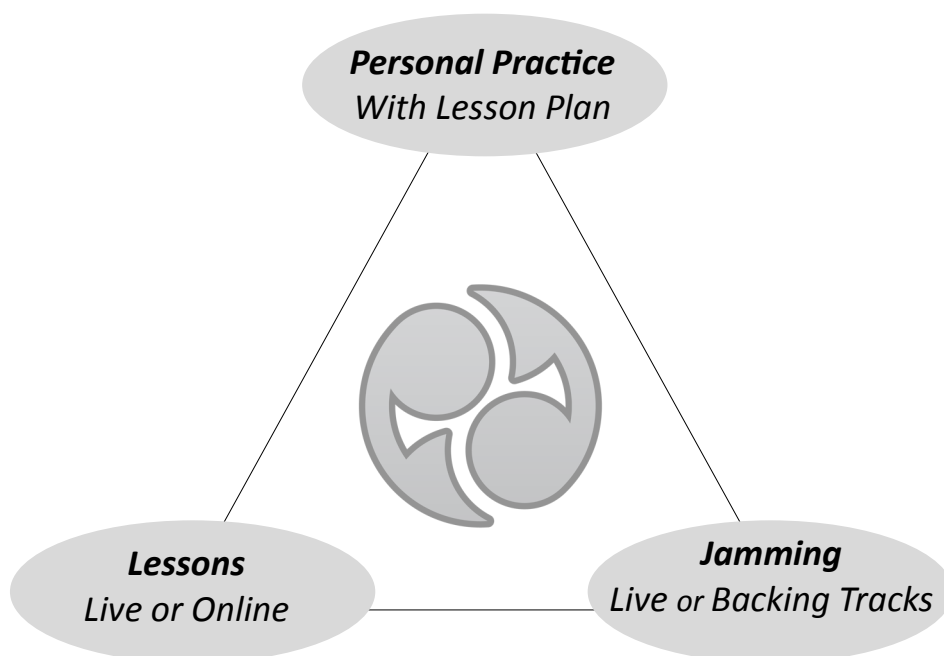 Personal Practice
With Lesson Plan
Lessons
Live or Online
Jamming
Live or Backing Tracks